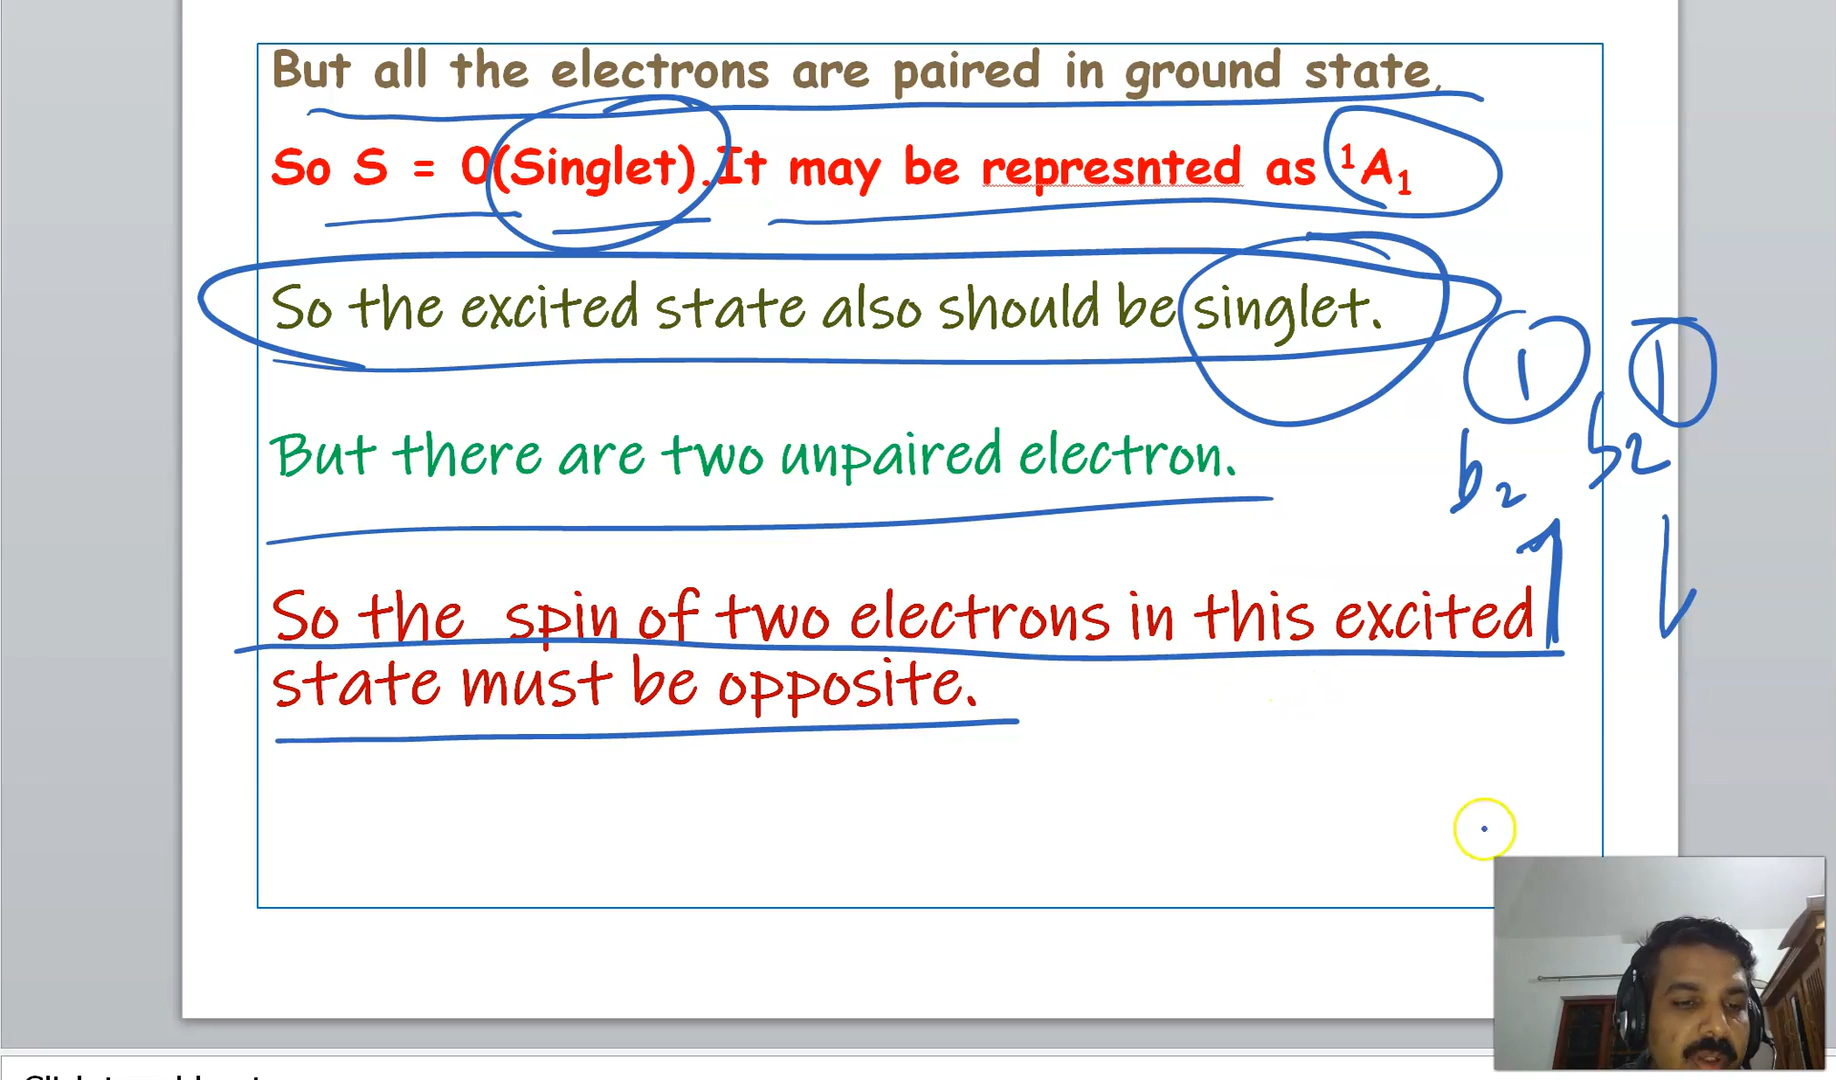 But all the electrons are paired in ground state,
So S = 0(Singlet).It may be represnted as ¹A₁
So the excited state also should be singlet.
1 1
b₂ b₂
But there are two unpaired electron.
So the spin of two electrons in this excited
state must be opposite.